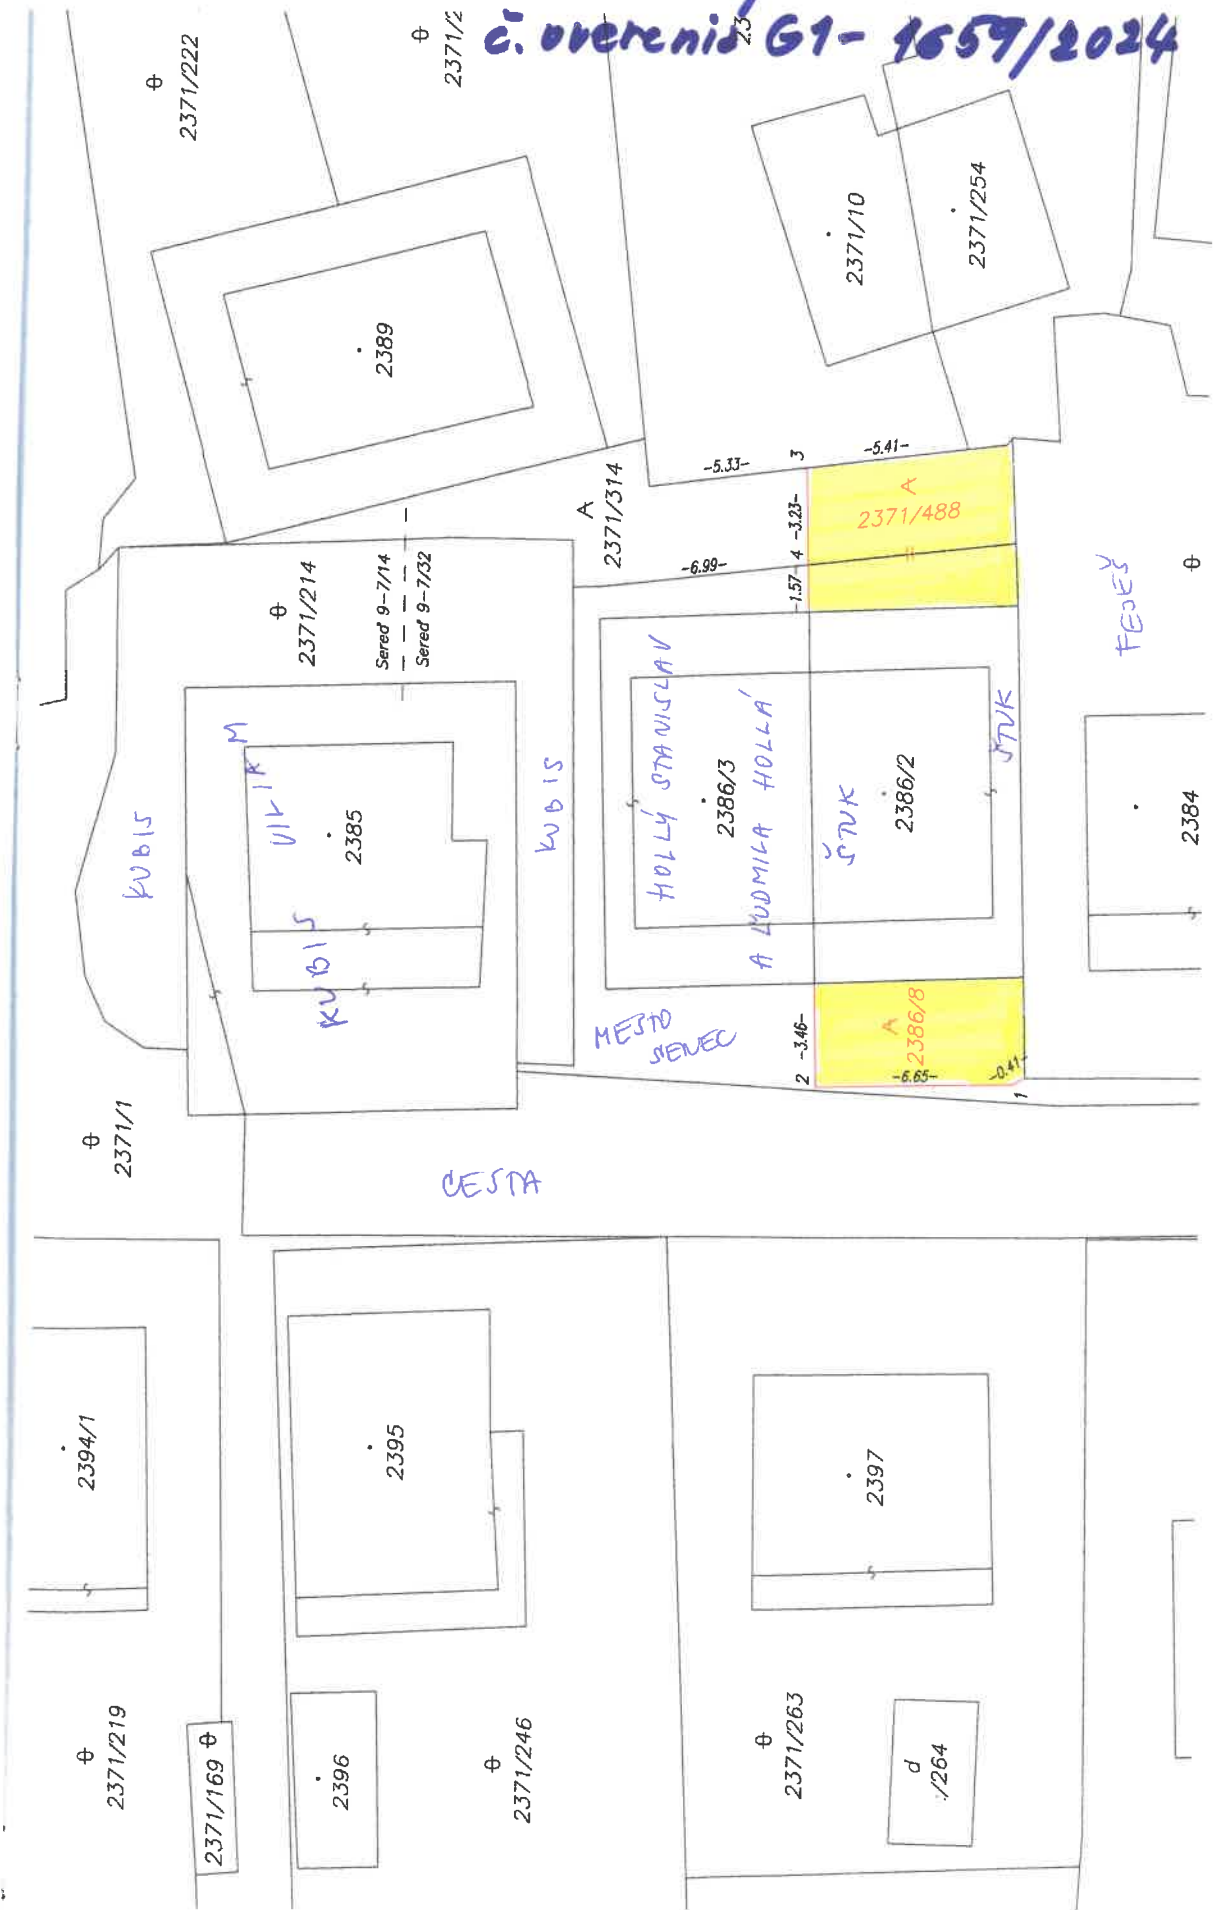 č. overenia G1- 1659/2024
2371/222
2371/2
23
2389
2371/10
2371/254
-5.33-
3
-5.41-
A
2371/314
-3.23-
4
-1.57-
A
2371/488
-6.99-
2371/214
Sereď 9-7/14
Sereď 9-7/32
FEJEŠ
KUBIS
VILIAM
2385
KUBIS
KUBIS
HOLLÝ STANISLAV
2386/3
A ĽUDMILA HOLLÁ
ŠTUK
2386/2
ŠTUK
2384
MESTO
SENEC
2
-3.46-
A
2386/8
-6.65-
-0.41-
1
2371/1
CESTA
2394/1
2395
2397
2371/219
2371/169
2396
2371/246
2371/263
d
/264